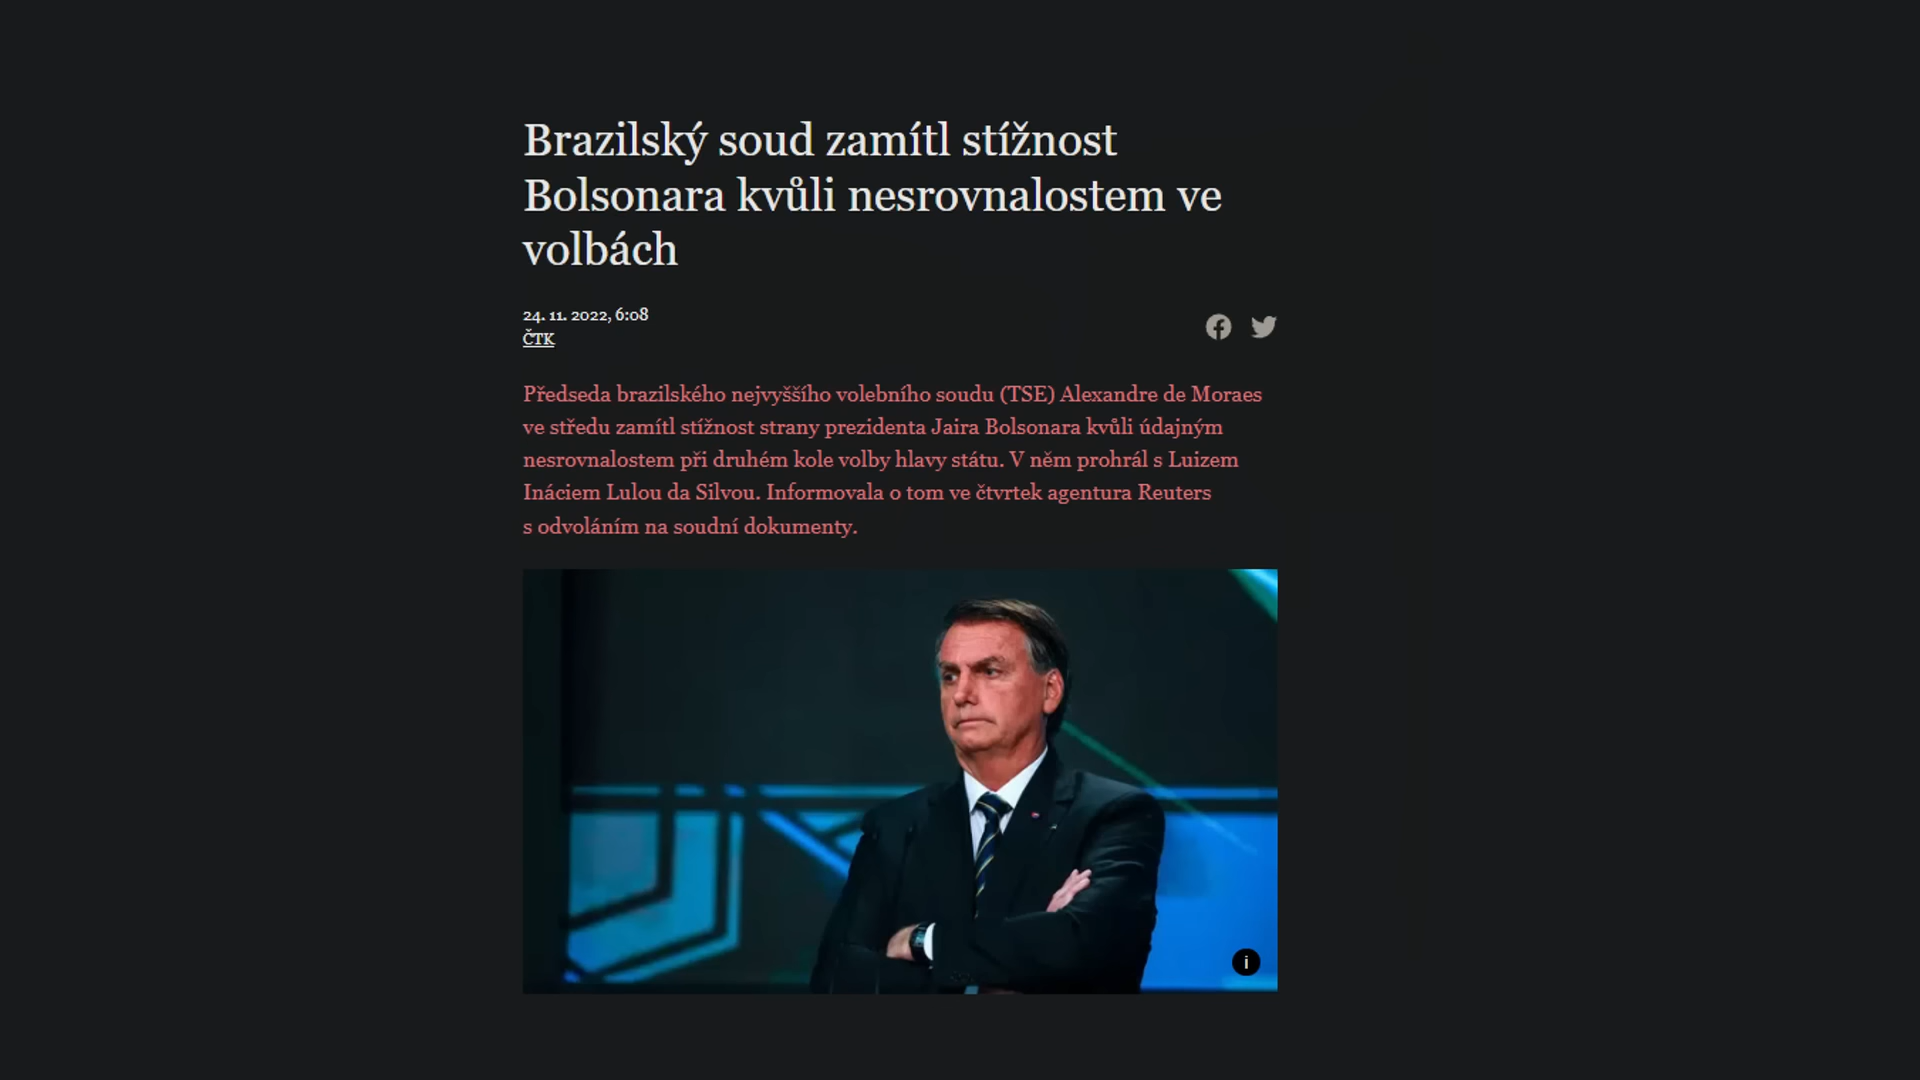 Brazilský soud zamítl stížnost
Bolsonara kvůli nesrovnalostem ve
volbách
24. 11. 2022, 6:08
ČTK
Předseda brazilského nejvyššího volebního soudu (TSE) Alexandre de Moraes
ve středu zamítl stížnost strany prezidenta Jaira Bolsonara kvůli údajným
nesrovnalostem při druhém kole volby hlavy státu. V něm prohrál s Luizem
Ináciem Lulou da Silvou. Informovala o tom ve čtvrtek agentura Reuters
s odvoláním na soudní dokumenty.
i